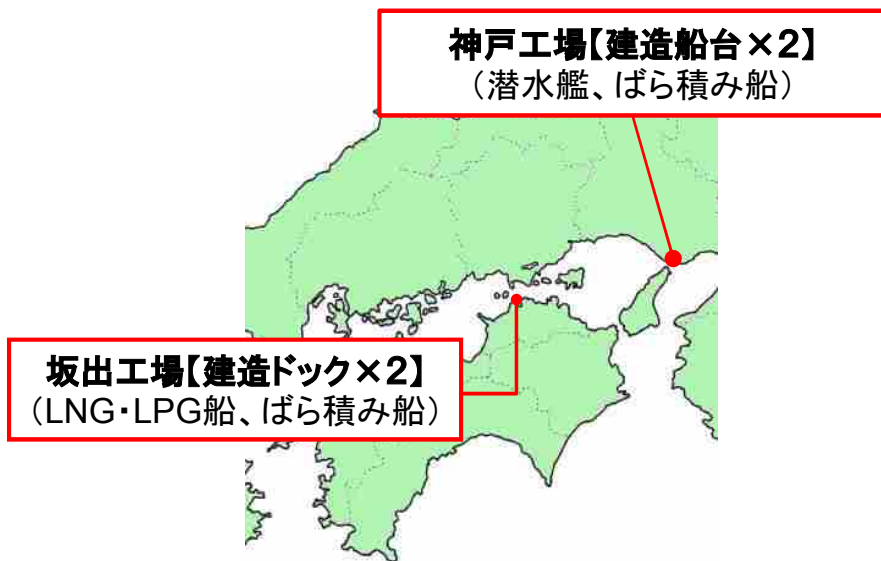 神戸工場【建造船台×2】
（潜水艦、ばら積み船）
坂出工場【建造ドック×2】
（LNG・LPG船、ばら積み船）